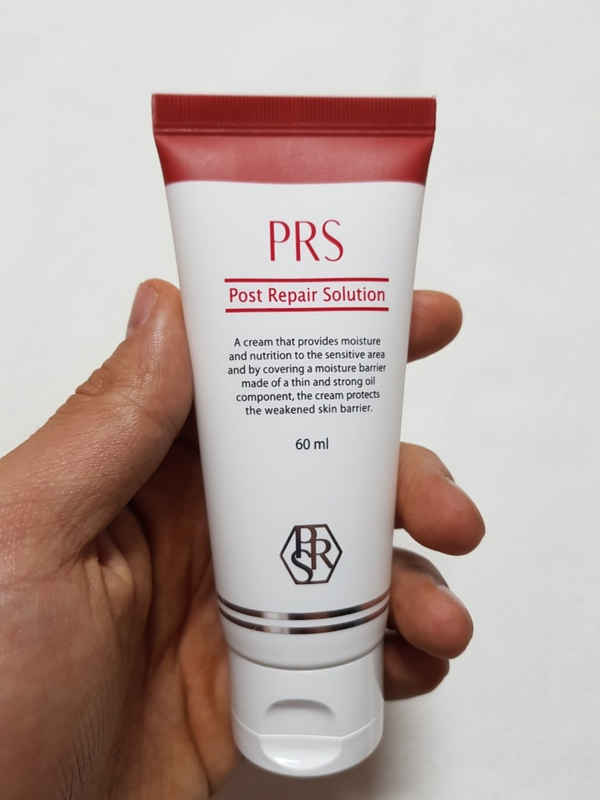 PRS
Post Repair Solution
A cream that provides moisture
and nutrition to the sensitive area
and by covering a moisture barrier
made of a thin and strong oil
component, the cream protects
the weakened skin barrier.
60 ml
PRS